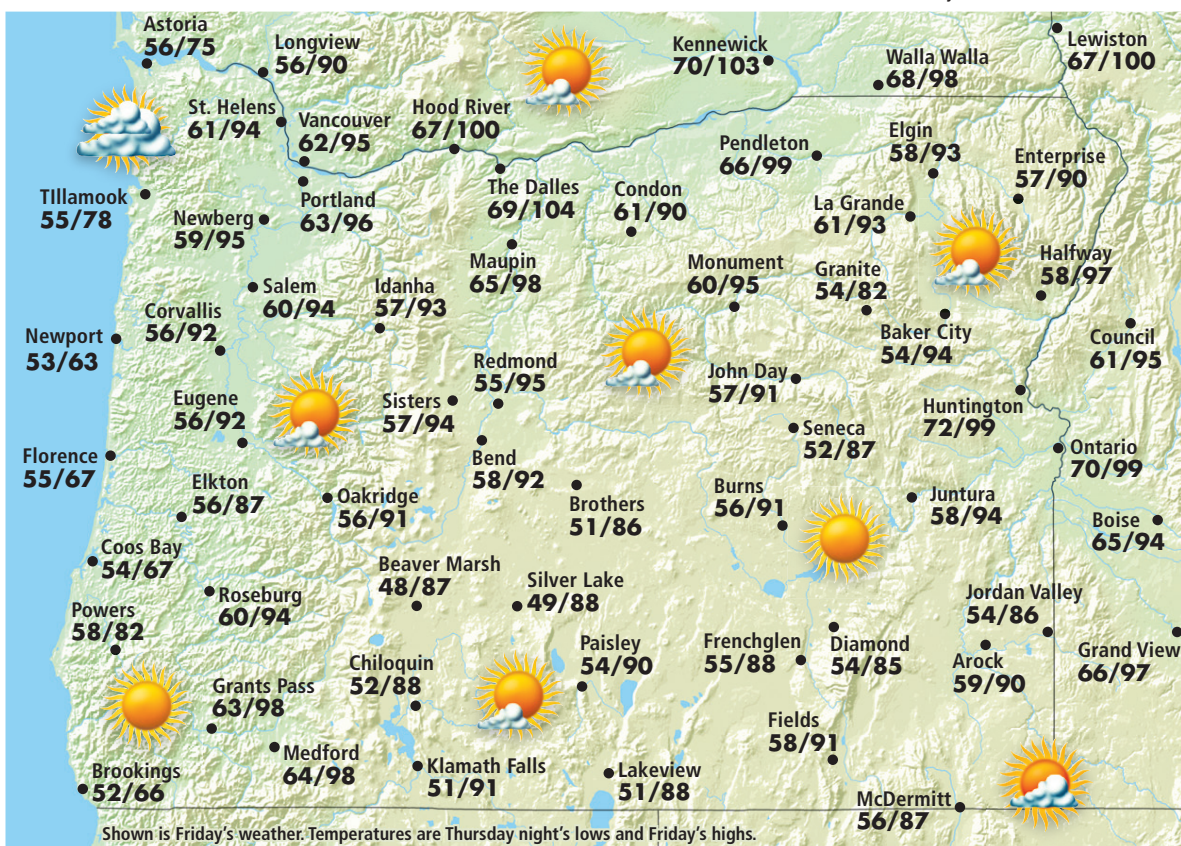 Astoria
56/75
Longview
56/90
Kennewick
70/103
Walla Walla
68/98
Lewiston
67/100
St. Helens
61/94
Vancouver
62/95
Hood River
67/100
Pendleton
66/99
Elgin
58/93
Enterprise
57/90
TIllamook
55/78
Newberg
59/95
Portland
63/96
The Dalles
69/104
Condon
61/90
La Grande
61/93
Maupin
65/98
Monument
60/95
Granite
54/82
Halfway
58/97
Salem
60/94
Idanha
57/93
Corvallis
56/92
Newport
53/63
Baker City
54/94
Council
61/95
Redmond
55/95
John Day
57/91
Eugene
56/92
Sisters
57/94
Huntington
72/99
Seneca
52/87
Florence
55/67
Bend
58/92
Ontario
70/99
Elkton
56/87
Oakridge
56/91
Brothers
51/86
Burns
56/91
Juntura
58/94
Boise
65/94
Coos Bay
54/67
Beaver Marsh
48/87
Silver Lake
49/88
Roseburg
60/94
Jordan Valley
54/86
Powers
58/82
Paisley
54/90
Frenchglen
55/88
Diamond
54/85
Arock
59/90
Grand View
66/97
Chiloquin
52/88
Grants Pass
63/98
Fields
58/91
Medford
64/98
Klamath Falls
51/91
Lakeview
51/88
Brookings
52/66
McDermitt
56/87
Shown is Friday's weather. Temperatures are Thursday night's lows and Friday's highs.